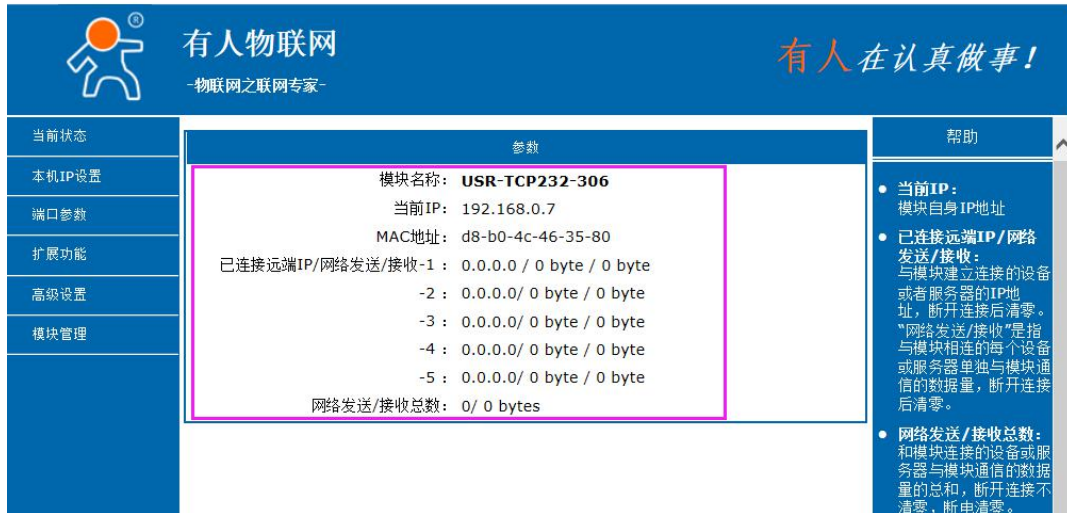 ®
有人物联网
-物联网之联网专家-
有人在认真做事!
当前状态
本机IP设置
端口参数
扩展功能
高级设置
模块管理
参数
模块名称: USR-TCP232-306
当前IP: 192.168.0.7
MAC地址: d8-b0-4c-46-35-80
已连接远端IP/网络发送/接收-1 : 0.0.0.0 / 0 byte / 0 byte
-2 : 0.0.0.0/ 0 byte / 0 byte
-3 : 0.0.0.0/ 0 byte / 0 byte
-4 : 0.0.0.0/ 0 byte / 0 byte
-5 : 0.0.0.0/ 0 byte / 0 byte
网络发送/接收总数: 0/ 0 bytes
帮助
• 当前IP:
模块自身IP地址
• 已连接远端IP/网络
发送/接收:
与模块建立连接的设备
或者服务器的IP地
址，断开连接后清零。
“网络发送/接收”是指
与模块相连的每个设备
或服务器单独与模块通
信的数据量，断开连接
后清零。
• 网络发送/接收总数:
和模块连接的设备或服
务器与模块通信的数据
量的总和，断开连接不
清零，断电清零。